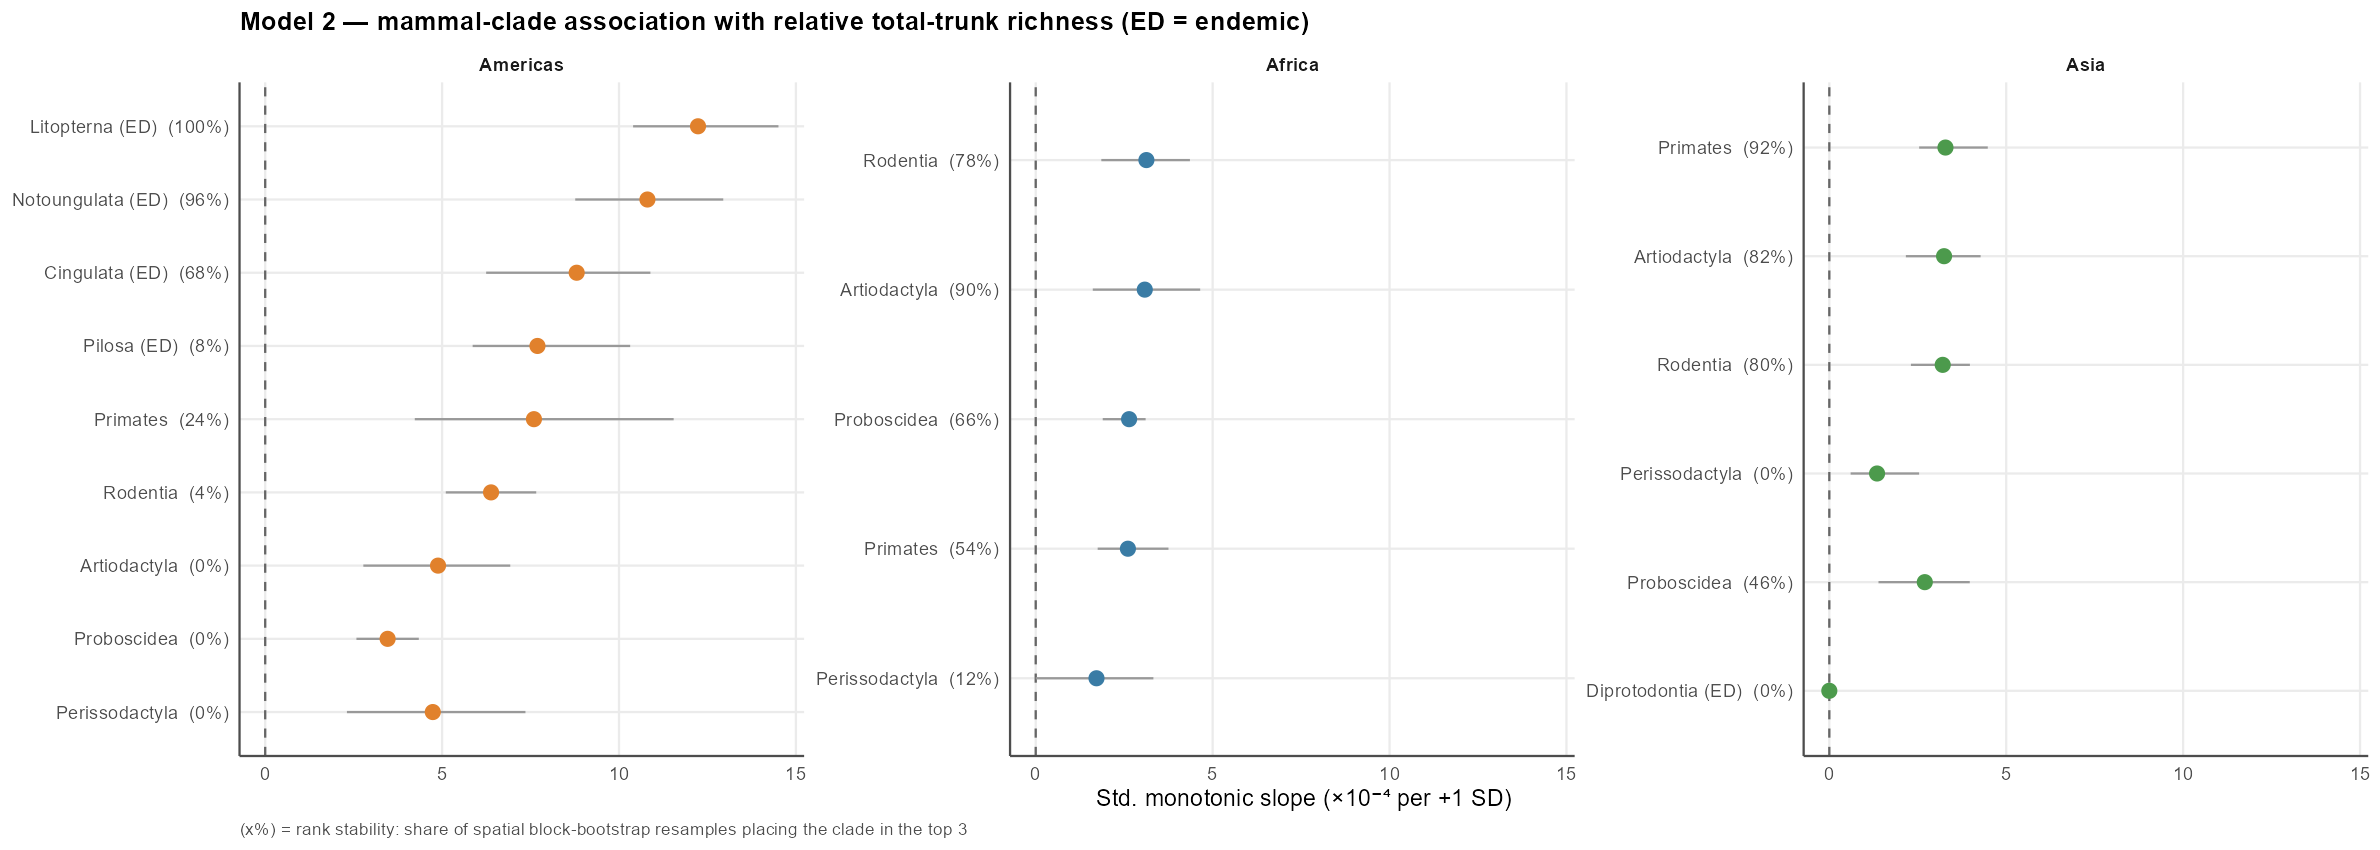 Model 2 — mammal-clade association with relative total-trunk richness (ED = endemic)
Americas
Litopterna (ED) (100%)
Notoungulata (ED) (96%)
Cingulata (ED) (68%)
Pilosa (ED) (8%)
Primates (24%)
Rodentia (4%)
Artiodactyla (0%)
Proboscidea (0%)
Perissodactyla (0%)
0 5 10 15
Africa
Rodentia (78%)
Artiodactyla (90%)
Proboscidea (66%)
Primates (54%)
Perissodactyla (12%)
0 5 10 15
Asia
Primates (92%)
Artiodactyla (82%)
Rodentia (80%)
Perissodactyla (0%)
Proboscidea (46%)
Diprotodontia (ED) (0%)
0 5 10 15
Std. monotonic slope (×10⁻⁴ per +1 SD)
(x%) = rank stability: share of spatial block-bootstrap resamples placing the clade in the top 3